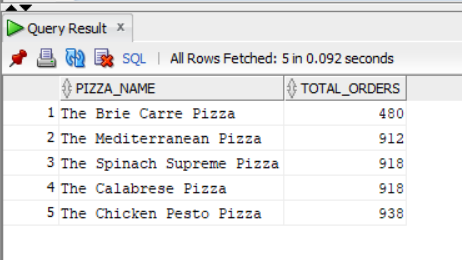 Query Result x
SQL | All Rows Fetched: 5 in 0.092 seconds
PIZZA_NAME TOTAL_ORDERS
1 The Brie Carre Pizza 480
2 The Mediterranean Pizza 912
3 The Spinach Supreme Pizza 918
4 The Calabrese Pizza 918
5 The Chicken Pesto Pizza 938